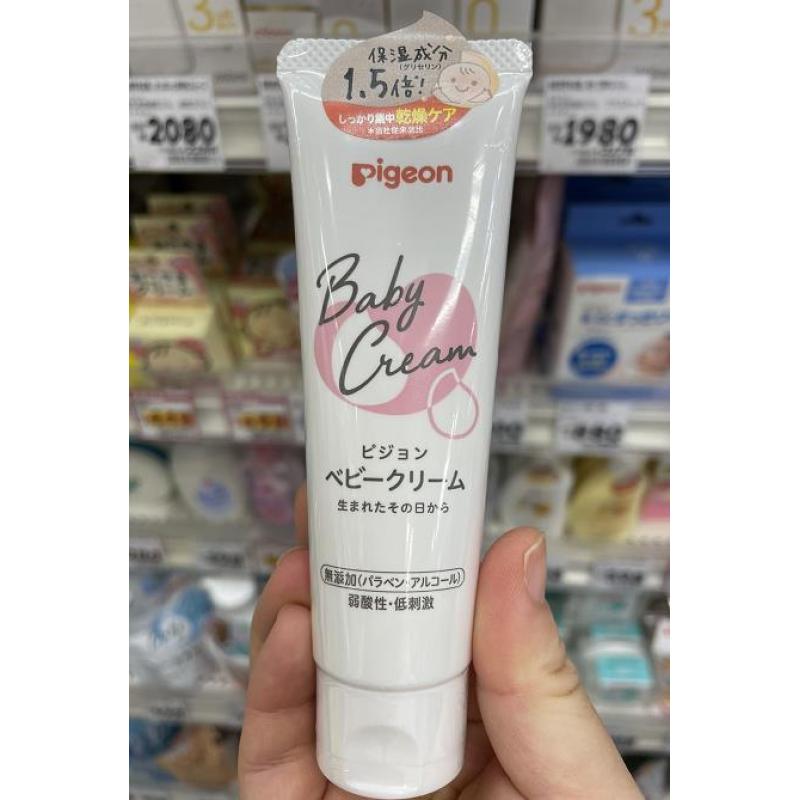 保湿成分
(グリセリン)
1.5倍!
しっかり集中乾燥ケア
*当社従来品比
Pigeon
Baby
Cream
ピジョン
ベビークリーム
生まれたその日から
無添加(パラベン・アルコール)
弱酸性・低刺激
2080
1980